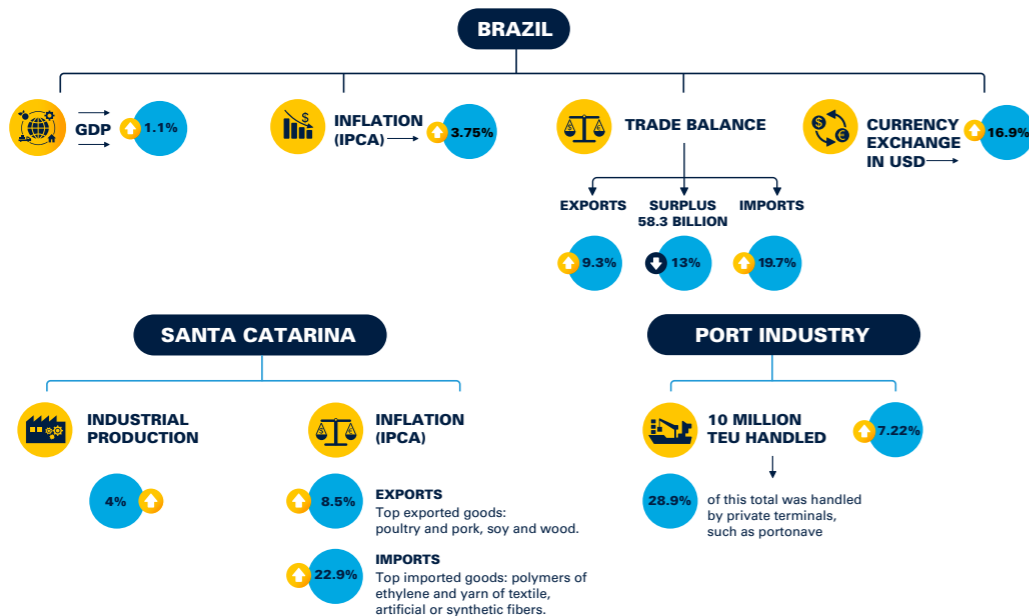 BRAZIL
GDP
1.1%
INFLATION
(IPCA)
3.75%
TRADE BALANCE
CURRENCY
EXCHANGE
IN USD
16.9%
EXPORTS
SURPLUS
58.3 BILLION
IMPORTS
9.3%
13%
19.7%
SANTA CATARINA
INDUSTRIAL
PRODUCTION
4%
INFLATION
(IPCA)
8.5%
EXPORTS
Top exported goods:
poultry and pork, soy and wood.
22.9%
IMPORTS
Top imported goods: polymers of
ethylene and yarn of textile,
artificial or synthetic fibers.
PORT INDUSTRY
10 MILLION
TEU HANDLED
7.22%
28.9%
of this total was handled
by private terminals,
such as portonave